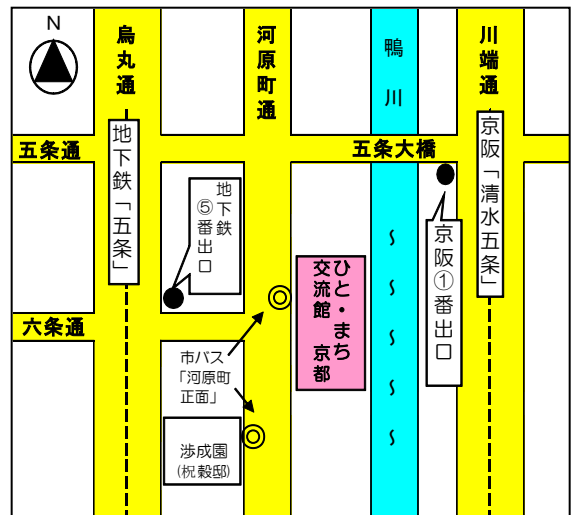 N
烏丸通
河原町通
鴨川
川端通
五条通
五条大橋
地下鉄「五条」
地下鉄
⑤番出口
京阪「清水五条」
京阪①番出口
ひと・まち
交流館 京都
六条通
市バス
「河原町
正面」
渉成園
(枳殻邸)